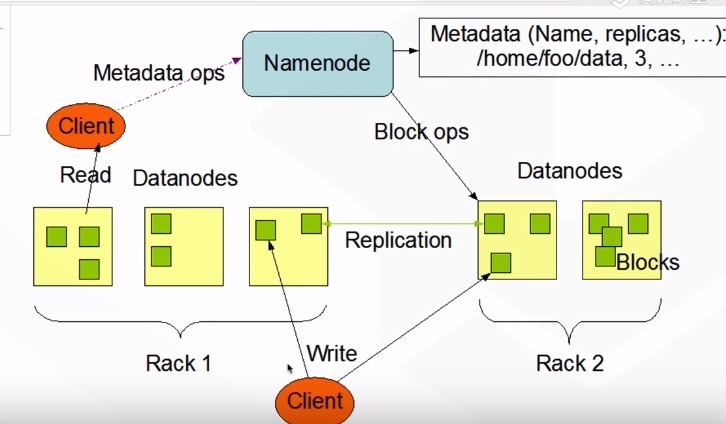 Metadata (Name, replicas, …):
/home/foo/data, 3, …
Namenode
Metadata ops
Client
Block ops
Read
Datanodes
Datanodes
Replication
Blocks
Write
Rack 1
Rack 2
Client